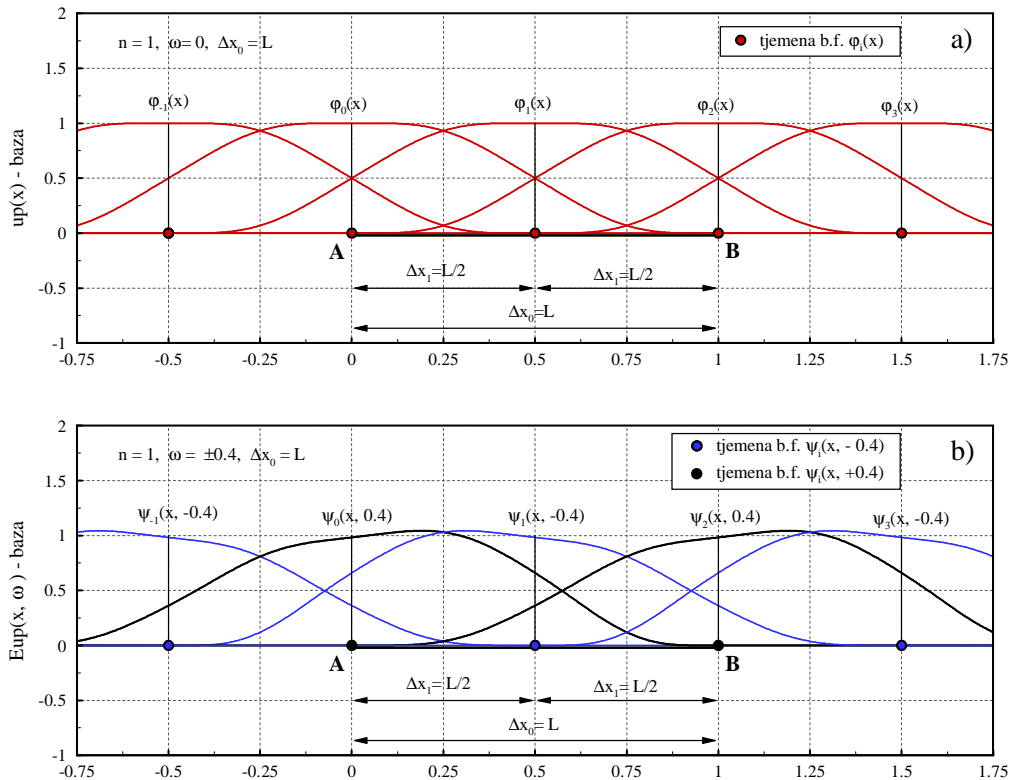 2
n = 1, ω= 0, Δx₀ = L
tjemena b.f. φᵢ(x)
a)
1.5
φ₋₁(x) φ₀(x) φ₁(x) φ₂(x) φ₃(x)
1
up(x) - baza
0.5
0
A B
Δx₁=L/2 Δx₁=L/2
-0.5
Δx₀=L
-1
-0.75 -0.5 -0.25 0 0.25 0.5 0.75 1 1.25 1.5 1.75
2
n = 1, ω = ±0.4, Δx₀ = L
tjemena b.f. ψᵢ(x, - 0.4)
b)
tjemena b.f. ψᵢ(x, +0.4)
1.5
ψ₋₁(x, -0.4) ψ₀(x, 0.4) ψ₁(x, -0.4) ψ₂(x, 0.4) ψ₃(x, -0.4)
1
Eup(x, ω ) - baza
0.5
0
A B
Δx₁= L/2 Δx₁= L/2
-0.5
Δx₀= L
-1
-0.75 -0.5 -0.25 0 0.25 0.5 0.75 1 1.25 1.5 1.75